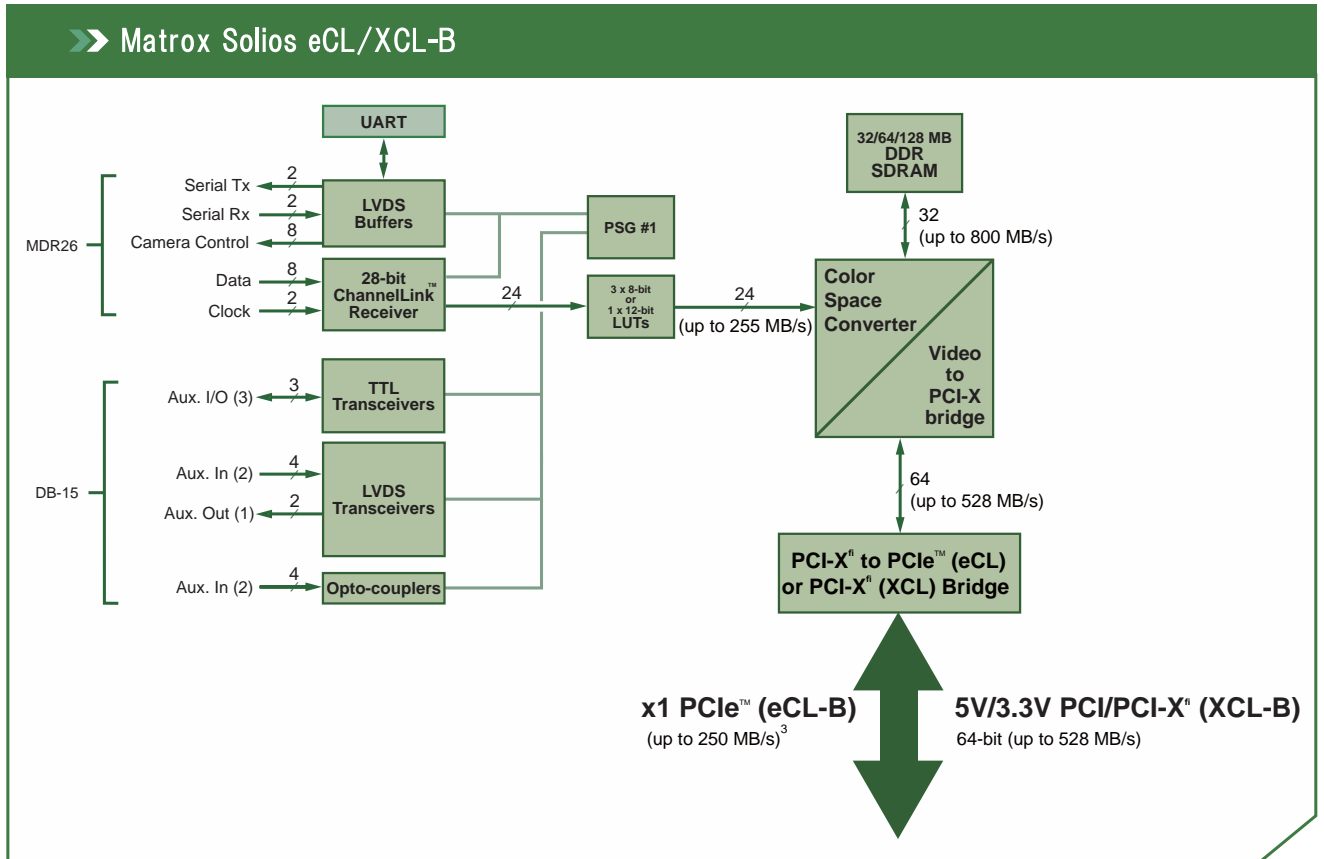 Matrox Solios eCL/XCL-B
UART
32/64/128 MB
DDR
SDRAM
MDR26
Serial Tx
2
Serial Rx
2
Camera Control
8
LVDS
Buffers
PSG #1
32
(up to 800 MB/s)
Data
8
Clock
2
28-bit
ChannelLink™
Receiver
24
3 x 8-bit
or
1 x 12-bit
LUTs
24
(up to 255 MB/s)
Color
Space
Converter
Video
to
PCI-X
bridge
DB-15
Aux. I/O (3)
3
TTL
Transceivers
Aux. In (2)
4
Aux. Out (1)
2
LVDS
Transceivers
Aux. In (2)
4
Opto-couplers
64
(up to 528 MB/s)
PCI-Xfi to PCIe™ (eCL)
or PCI-Xfi (XCL) Bridge
x1 PCIe™ (eCL-B)
(up to 250 MB/s)3
5V/3.3V PCI/PCI-Xfi (XCL-B)
64-bit (up to 528 MB/s)